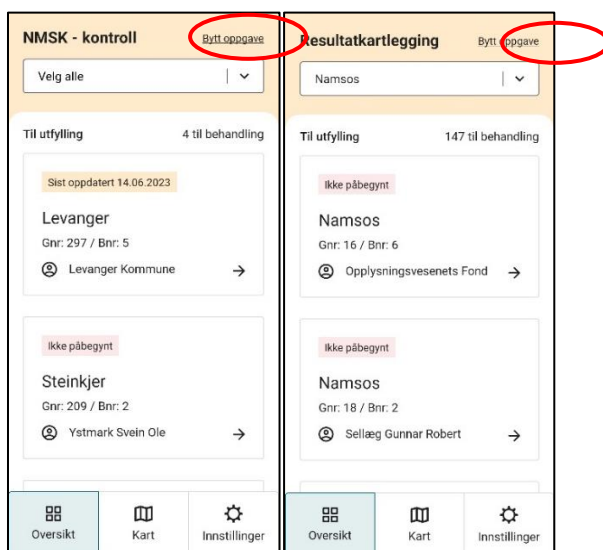 NMSK - kontroll Bytt oppgave
Velg alle
Til utfylling 4 til behandling
Sist oppdatert 14.06.2023
Levanger
Gnr: 297 / Bnr: 5
Levanger Kommune
Ikke påbegynt
Steinkjer
Gnr: 209 / Bnr: 2
Ystmark Svein Ole
Oversikt Kart Innstillinger
Resultatkartlegging Bytt oppgave
Namsos
Til utfylling 147 til behandling
Ikke påbegynt
Namsos
Gnr: 16 / Bnr: 6
Opplysningsvesenets Fond
Ikke påbegynt
Namsos
Gnr: 18 / Bnr: 2
Sellæg Gunnar Robert
Oversikt Kart Innstillinger